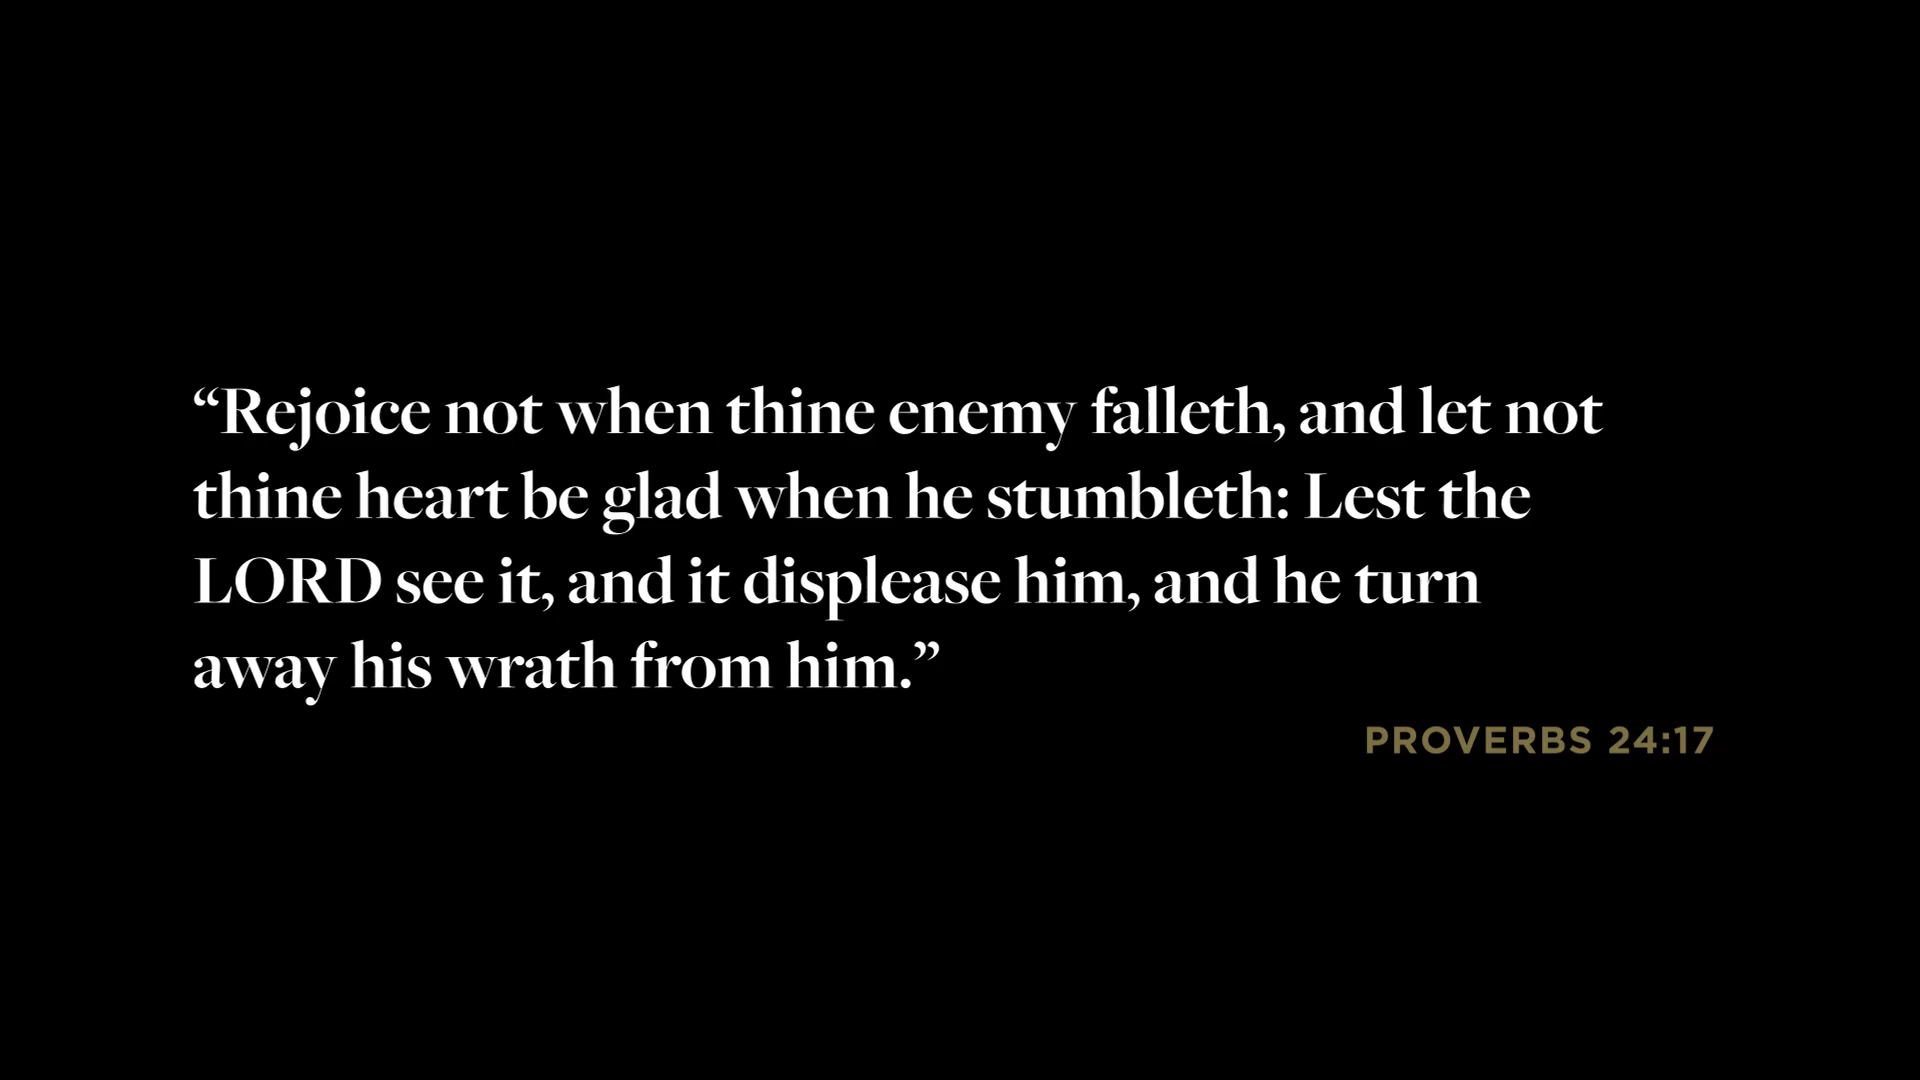 “Rejoice not when thine enemy falleth, and let not
thine heart be glad when he stumbleth: Lest the
LORD see it, and it displease him, and he turn
away his wrath from him.”
PROVERBS 24:17